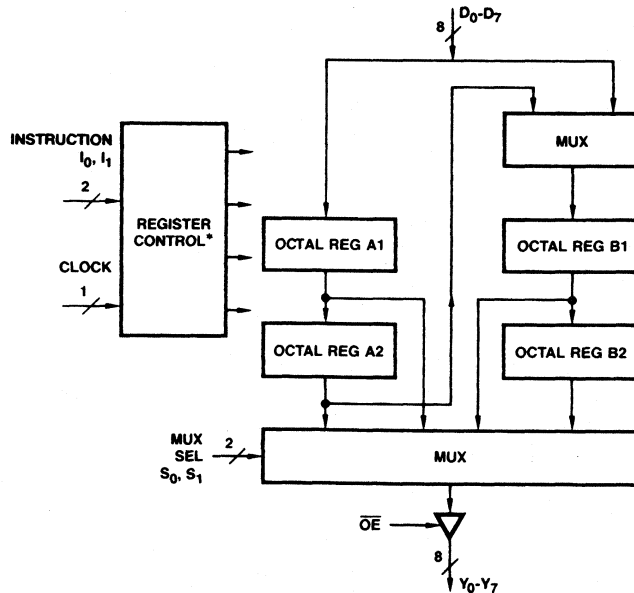 8 D0-D7
INSTRUCTION
I0, I1
2
REGISTER
CONTROL*
CLOCK
1
MUX
OCTAL REG A1
OCTAL REG B1
OCTAL REG A2
OCTAL REG B2
MUX
SEL
S0, S1
2
MUX
OE
8
Y0-Y7